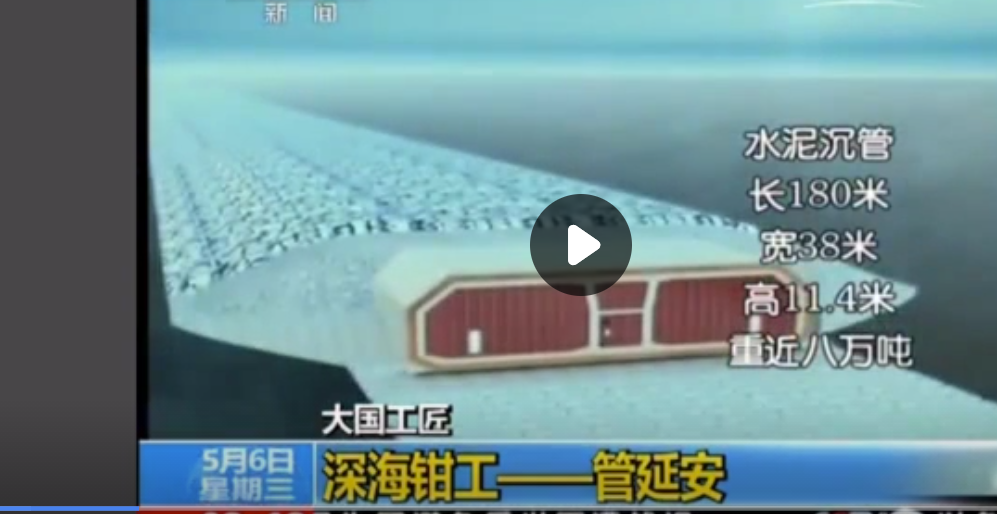 新 闻
水泥沉管
长180米
宽38米
高11.4米
重近八万吨
大国工匠
5月6日
星期三
深海钳工——管延安